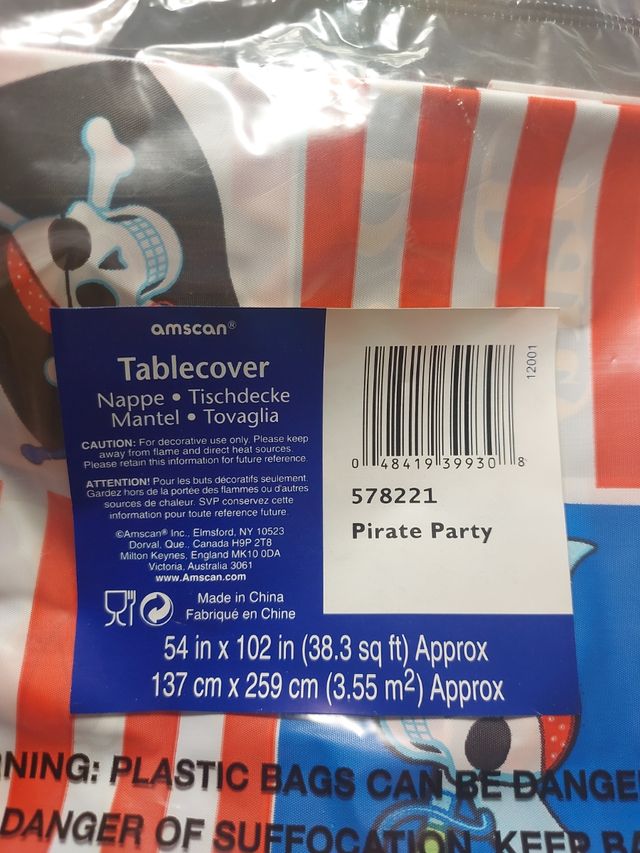 amscan®
Tablecover
Nappe • Tischdecke
Mantel • Tovaglia
CAUTION: For decorative use only. Please keep
away from flame and direct heat sources.
Please retain this information for future reference.
ATTENTION! Pour les buts décoratifs seulement.
Gardez hors de la portée des flammes ou d'autres
sources de chaleur. SVP conservez cette
information pour toute reference future.
©Amscan® Inc., Elmsford, NY 10523
Dorval, Que., Canada H9P 2T8
Milton Keynes, England MK10 0DA
Victoria, Australia 3061
www.Amscan.com
Made in China
Fabriqué en Chine
12001
0 48419 39930 8
578221
Pirate Party
54 in x 102 in (38.3 sq ft) Approx
137 cm x 259 cm (3.55 m²) Approx
NING: PLASTIC BAGS CAN BE DANGE
DANGER OF SUFFOCATION KEEP BA